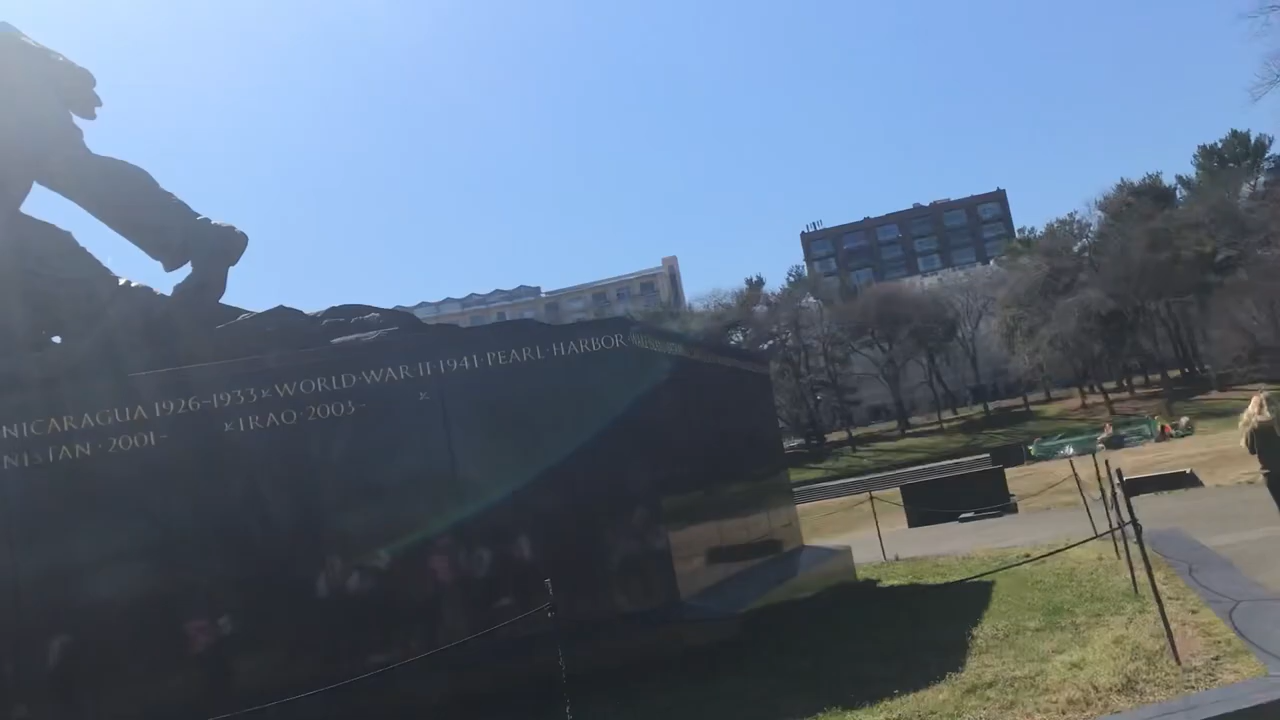 NICARAGUA 1926-1933 WORLD·WAR II 1941·PEARL·HARBOR
NISTAN·2001- IRAQ·2003-